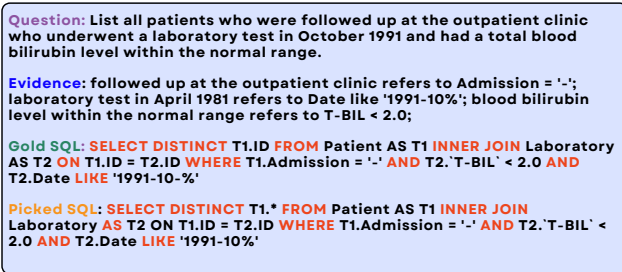 Question: List all patients who were followed up at the outpatient clinic
who underwent a laboratory test in October 1991 and had a total blood
bilirubin level within the normal range.
Evidence: followed up at the outpatient clinic refers to Admission = '-';
laboratory test in April 1981 refers to Date like '1991-10%'; blood bilirubin
level within the normal range refers to T-BIL < 2.0;
Gold SQL: SELECT DISTINCT T1.ID FROM Patient AS T1 INNER JOIN Laboratory
AS T2 ON T1.ID = T2.ID WHERE T1.Admission = '-' AND T2.`T-BIL` < 2.0 AND
T2.Date LIKE '1991-10-%'
Picked SQL: SELECT DISTINCT T1.* FROM Patient AS T1 INNER JOIN
Laboratory AS T2 ON T1.ID = T2.ID WHERE T1.Admission = '-' AND T2.`T-BIL` <
2.0 AND T2.Date LIKE '1991-10%'